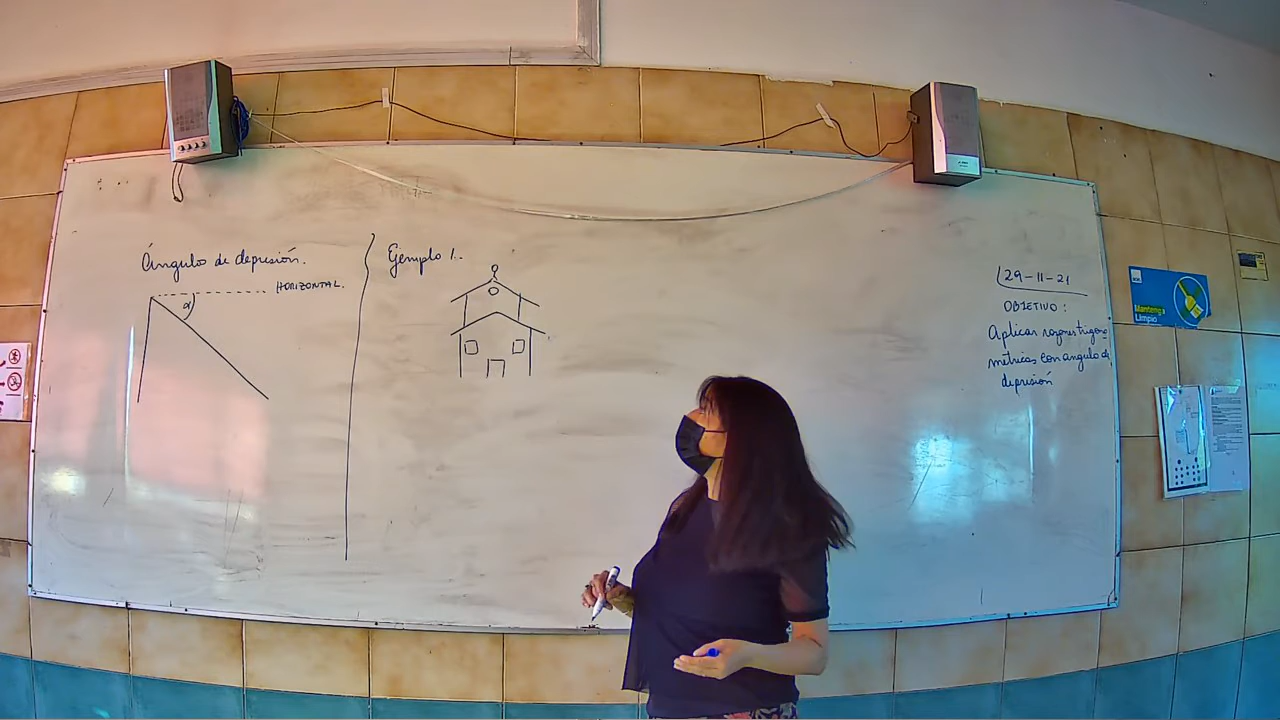 Ángulo de depresión.
HORIZONTAL.
α
Ejemplo 1.
29-11-21
OBJETIVO:
Aplicar razones trigono
métricas con angulo de
depresión
Mantenga
Limpio